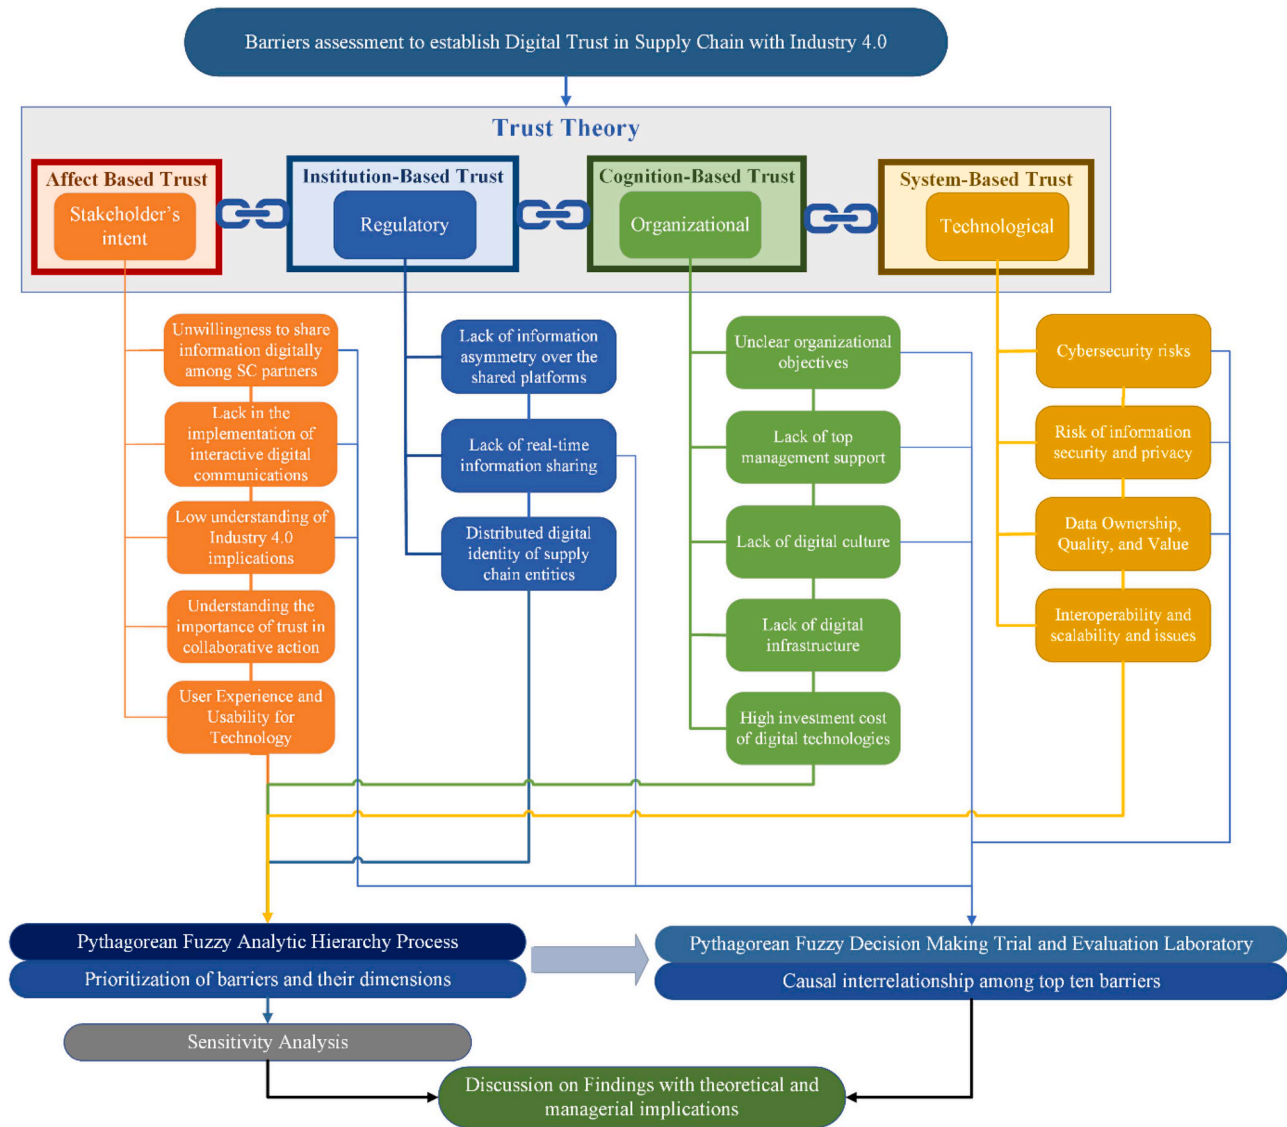 Barriers assessment to establish Digital Trust in Supply Chain with Industry 4.0
Trust Theory
Affect Based Trust
Stakeholder's
intent
Institution-Based Trust
Regulatory
Cognition-Based Trust
Organizational
System-Based Trust
Technological
Unwillingness to share
information digitally
among SC partners
Lack in the
implementation of
interactive digital
communications
Low understanding of
Industry 4.0
implications
Understanding the
importance of trust in
collaborative action
User Experience and
Usability for
Technology
Lack of information
asymmetry over the
shared platforms
Lack of real-time
information sharing
Distributed digital
identity of supply
chain entities
Unclear organizational
objectives
Lack of top
management support
Lack of digital culture
Lack of digital
infrastructure
High investment cost
of digital technologies
Cybersecurity risks
Risk of information
security and privacy
Data Ownership,
Quality, and Value
Interoperability and
scalability and issues
Pythagorean Fuzzy Analytic Hierarchy Process
Prioritization of barriers and their dimensions
Pythagorean Fuzzy Decision Making Trial and Evaluation Laboratory
Causal interrelationship among top ten barriers
Sensitivity Analysis
Discussion on Findings with theoretical and
managerial implications